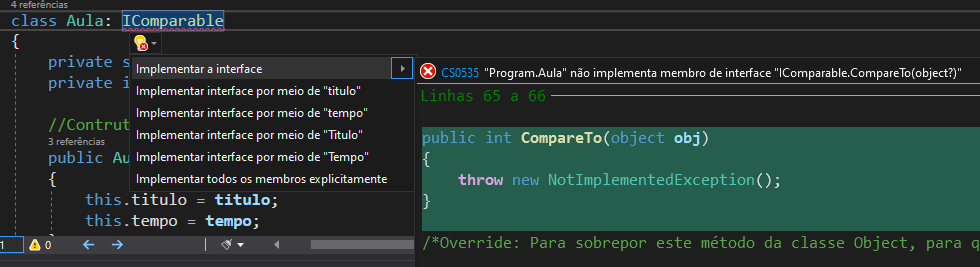 4 referências
class Aula: IComparable
{
private s
private i
//Contrut
3 referências
public Au
{
this.titulo = titulo;
this.tempo = tempo;
1
0
Implementar a interface
Implementar interface por meio de "titulo"
Implementar interface por meio de "tempo"
Implementar interface por meio de "Titulo"
Implementar interface por meio de "Tempo"
Implementar todos os membros explicitamente
CS0535 "Program.Aula" não implementa membro de interface "IComparable.CompareTo(object?)"
Linhas 65 a 66
public int CompareTo(object obj)
{
throw new NotImplementedException();
}
/*Override: Para sobrepor este método da classe Object, para q